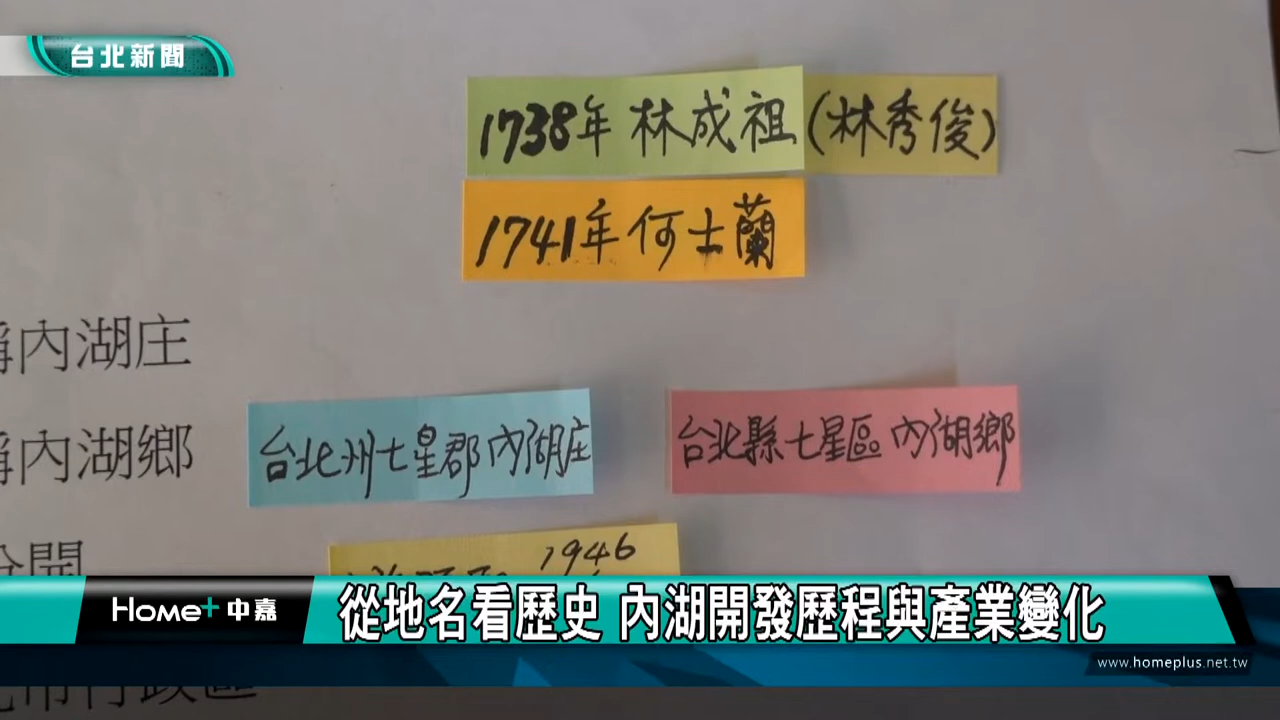 台北新聞
1738年 林成祖(林秀俊)
1741年 何士蘭
內湖庄
內湖鄉
台北州七星郡內湖庄
台北縣七星區內湖鄉
開
1946
Home+中嘉
從地名看歷史 內湖開發歷程與產業變化
www.homeplus.net.tw